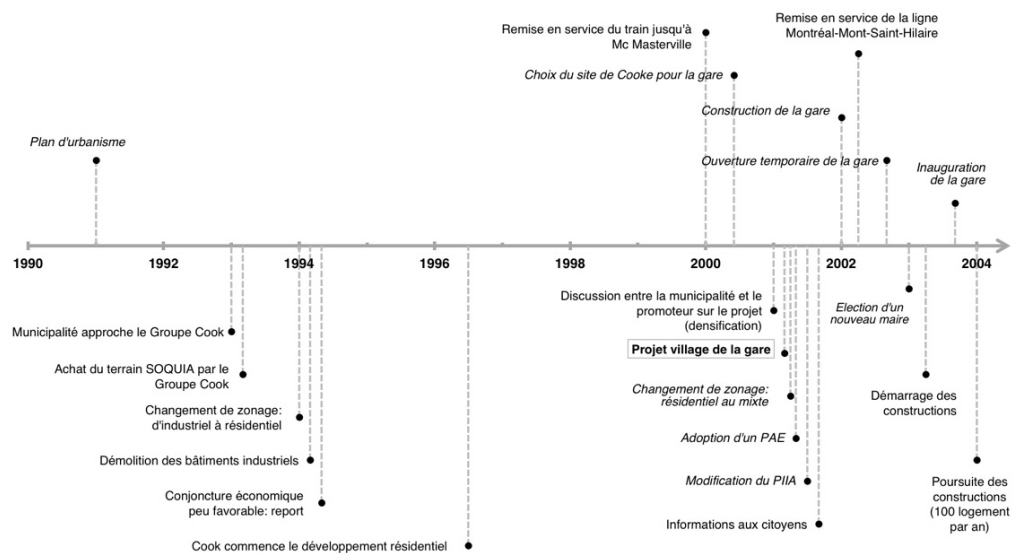 Remise en service du train jusqu'à
Mc Masterville
Remise en service de la ligne
Montréal-Mont-Saint-Hilaire
Choix du site de Cooke pour la gare
Construction de la gare
Plan d'urbanisme
Ouverture temporaire de la gare
Inauguration
de la gare
1990
1992
1994
1996
1998
2000
2002
2004
Municipalité approche le Groupe Cook
Achat du terrain SOQUIA par le
Groupe Cook
Changement de zonage:
d'industriel à résidentiel
Démolition des bâtiments industriels
Conjoncture économique
peu favorable: report
Cook commence le développement résidentiel
Discussion entre la municipalité et le
promoteur sur le projet
(densification)
Projet village de la gare
Changement de zonage:
résidentiel au mixte
Adoption d'un PAE
Modification du PIIA
Informations aux citoyens
Election d'un
nouveau maire
Démarrage des
constructions
Poursuite des
constructions
(100 logement
par an)